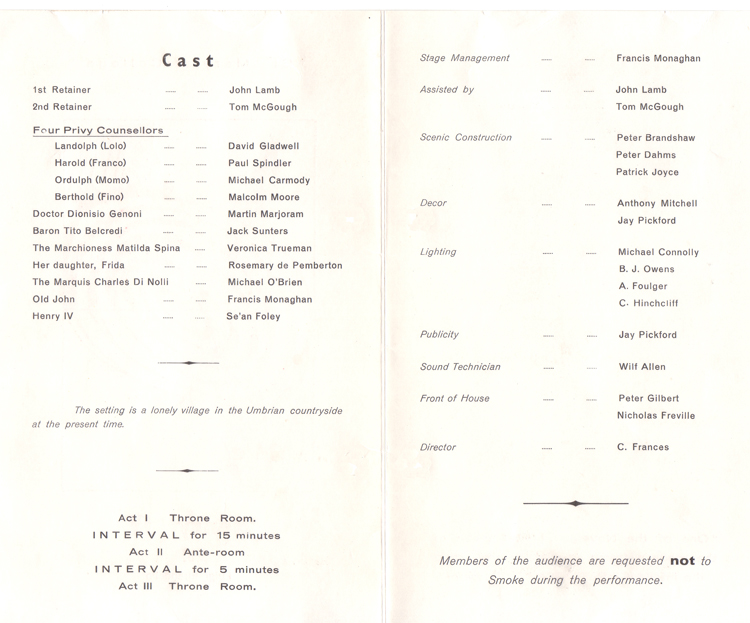 Cast
1st Retainer ..... ..... John Lamb
2nd Retainer ..... ..... Tom McGough
Four Privy Counsellors
Landolph (Lolo) ..... ..... David Gladwell
Harold (Franco) ..... ..... Paul Spindler
Ordulph (Momo) ..... ..... Michael Carmody
Berthold (Fino) ..... ..... Malcolm Moore
Doctor Dionisio Genoni ..... ..... Martin Marjoram
Baron Tito Belcredi ..... ..... Jack Sunters
The Marchioness Matilda Spina ..... Veronica Trueman
Her daughter, Frida ..... ..... Rosemary de Pemberton
The Marquis Charles Di Nolli ..... Michael O'Brien
Old John ..... ..... Francis Monaghan
Henry IV ..... ..... Se'an Foley
The setting is a lonely village in the Umbrian countryside
at the present time.
Act I Throne Room.
INTERVAL for 15 minutes
Act II Ante-room
INTERVAL for 5 minutes
Act III Throne Room.
Stage Management ..... ..... Francis Monaghan
Assisted by ..... ..... John Lamb
Tom McGough
Scenic Construction ..... ..... Peter Brandshaw
Peter Dahms
Patrick Joyce
Decor ..... ..... Anthony Mitchell
Jay Pickford
Lighting ..... ..... Michael Connolly
B. J. Owens
A. Foulger
C. Hinchcliff
Publicity ..... ..... Jay Pickford
Sound Technician ..... ..... Wilf Allen
Front of House ..... ..... Peter Gilbert
Nicholas Freville
Director ..... ..... C. Frances
Members of the audience are requested not to
Smoke during the performance.